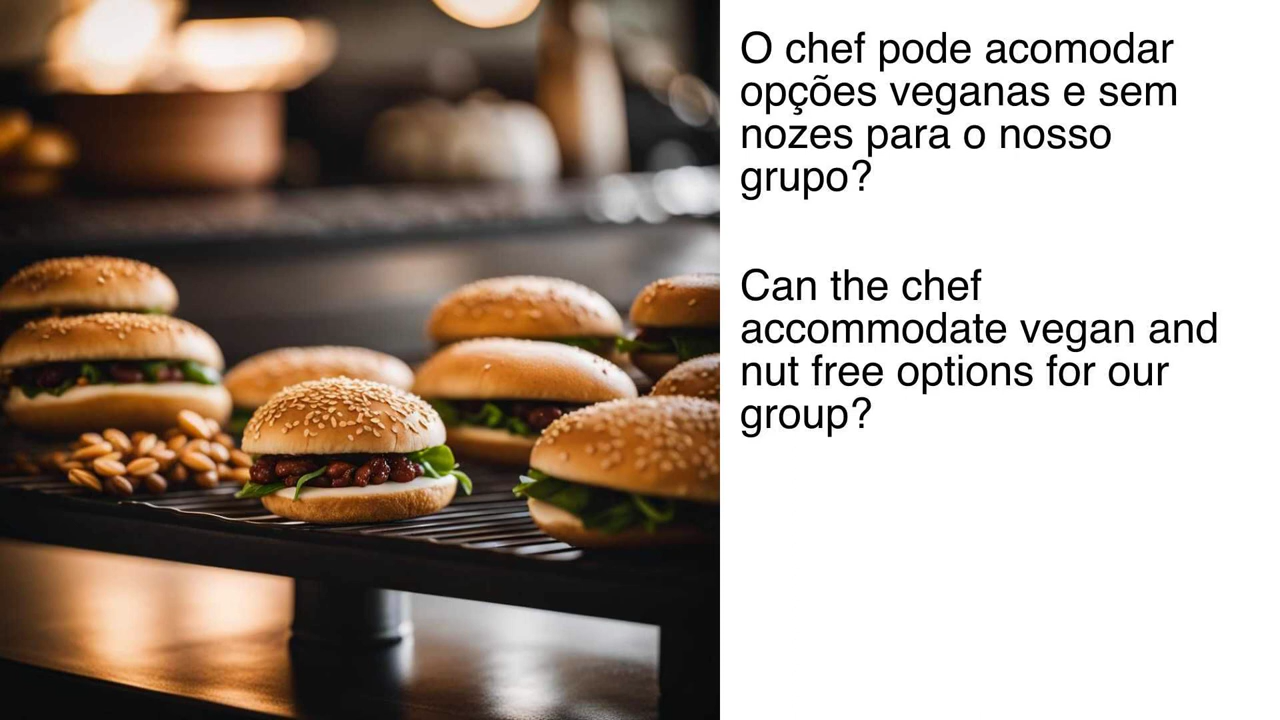 O chef pode acomodar
opções veganas e sem
nozes para o nosso
grupo?
Can the chef
accommodate vegan and
nut free options for our
group?